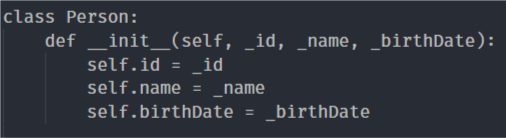 class Person:
    def __init__(self, _id, _name, _birthDate):
        self.id = _id
        self.name = _name
        self.birthDate = _birthDate